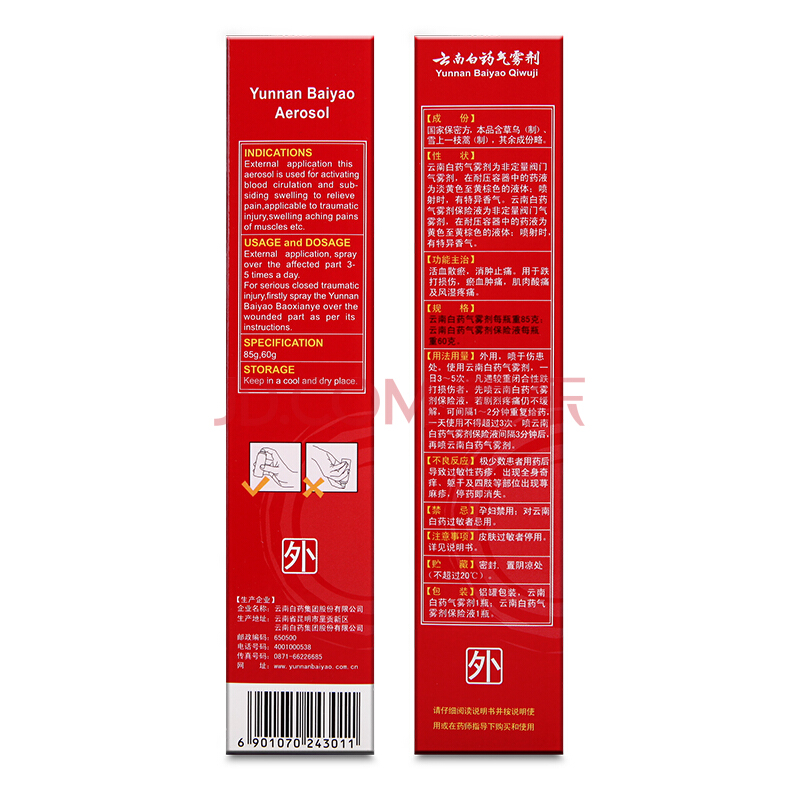 Yunnan Baiyao
Aerosol
INDICATIONS
External application this
aerosol is used for activating
blood cirulation and sub-
siding swelling to relieve
pain,applicable to traumatic
injury,swelling aching pains
of muscles etc.
USAGE and DOSAGE
External application, spray
over the affected part 3-
5 times a day.
For serious closed traumatic
injury,firstly spray the Yunnan
Baiyao Baoxianye over the
wounded part as per its
instructions.
SPECIFICATION
85g,60g
STORAGE
Keep in a cool and dry place.
外
【生产企业】
企业名称：云南白药集团股份有限公司
生产地址：云南省昆明市呈贡新区
云南白药集团股份有限公司
邮政编码：650500
电话号码：4001000538
传真号码：0871-66226685
网 址：www.yunnanbaiyao.com.cn
6 901070 243011
云南白药气雾剂
Yunnan Baiyao Qiwuji
【成 份】
国家保密方，本品含草乌（制）、
雪上一枝蒿（制），其余成份略。
【性 状】
云南白药气雾剂为非定量阀门
气雾剂，在耐压容器中的药液
为淡黄色至黄棕色的液体；喷
射时，有特异香气。云南白药
气雾剂保险液为非定量阀门气
雾剂，在耐压容器中的药液为
黄色至黄棕色的液体；喷射时，
有特异香气。
【功能主治】
活血散瘀，消肿止痛。用于跌
打损伤，瘀血肿痛，肌肉酸痛
及风湿疼痛。
【规 格】
云南白药气雾剂每瓶重85克；
云南白药气雾剂保险液每瓶
重60克。
【用法用量】外用，喷于伤患
处。使用云南白药气雾剂，一
日3～5次。凡遇较重闭合性跌
打损伤者，先喷云南白药气雾
剂保险液，若剧烈疼痛仍不缓
解，可间隔1～2分钟重复给药，
一天使用不得超过3次。喷云南
白药气雾剂保险液间隔3分钟后，
再喷云南白药气雾剂。
【不良反应】极少数患者用药后
导致过敏性药疹，出现全身奇
痒、躯干及四肢等部位出现荨
麻疹，停药即消失。
【禁 忌】孕妇禁用；对云南
白药过敏者忌用。
【注意事项】皮肤过敏者停用。
详见说明书。
【贮 藏】密封，置阴凉处
（不超过20℃）。
【包 装】铝罐包装，云南
白药气雾剂1瓶；云南白药气
雾剂保险液1瓶。
外
请仔细阅读说明书并按说明使
用或在药师指导下购买和使用
JD.COM 京东